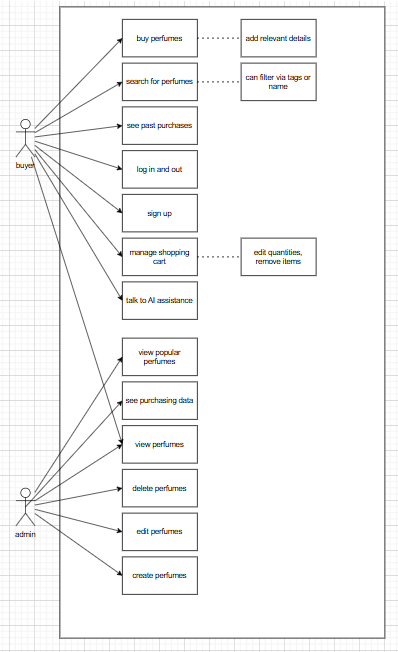 buy perfumes
add relevant details
search for perfumes
can filter via tags or
name
see past purchases
buyer
log in and out
sign up
manage shopping
cart
edit quantities,
remove items
talk to AI assistance
view popular
perfumes
see purchasing data
view perfumes
delete perfumes
admin
edit perfumes
create perfumes